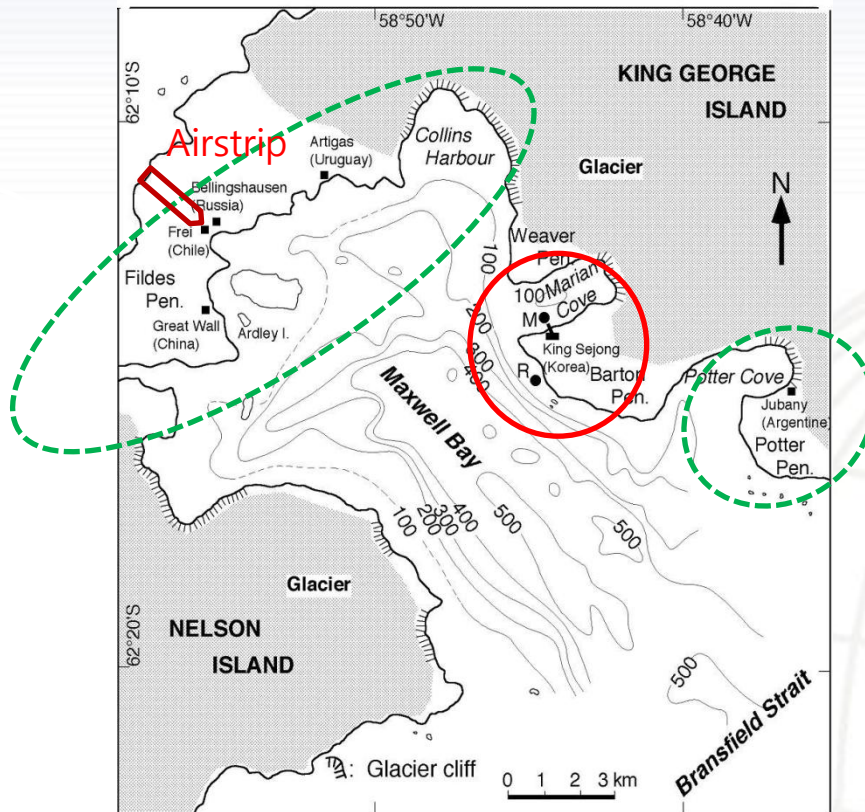 58°50'W
58°40'W
62°10'S
KING GEORGE
ISLAND
Airstrip
Artigas
(Uruguay)
Collins
Harbour
Glacier
N
Bellingshausen
(Russia)
Frei
(Chile)
Weaver
Pen.
100
Marian
Cove
100
Fildes
Pen.
Great Wall
(China)
Ardley I.
200
M
300
King Sejong
(Korea)
400
R
Barton
Pen.
Potter Cove
Jubany
(Argentine)
Potter
Pen.
Maxwell Bay
100
200
300
400
500
500
Glacier
NELSON
ISLAND
62°20'S
500
Bransfield Strait
: Glacier cliff
0 1 2 3 km